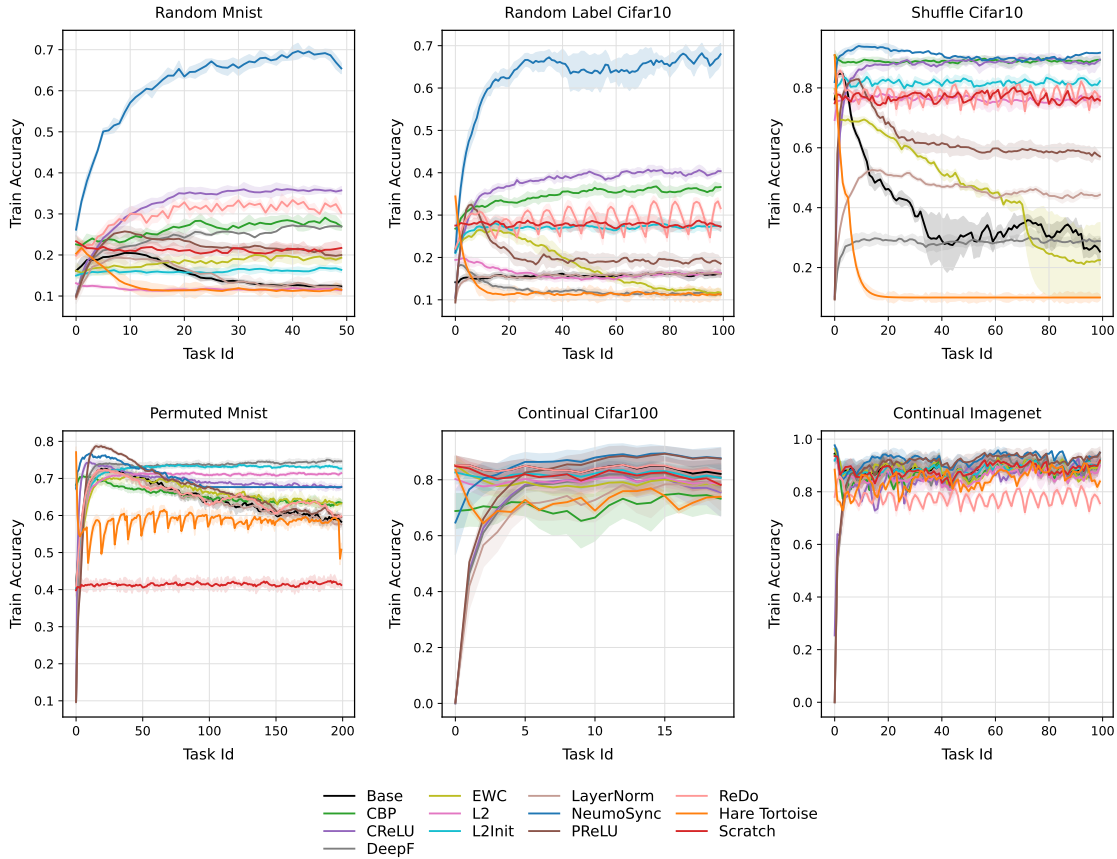 Random Mnist
Train Accuracy
0.7
0.6
0.5
0.4
0.3
0.2
0.1
0 10 20 30 40 50
Task Id
Random Label Cifar10
Train Accuracy
0.7
0.6
0.5
0.4
0.3
0.2
0.1
0 20 40 60 80 100
Task Id
Shuffle Cifar10
Train Accuracy
0.8
0.6
0.4
0.2
0 20 40 60 80 100
Task Id
Permuted Mnist
Train Accuracy
0.8
0.7
0.6
0.5
0.4
0.3
0.2
0.1
0 50 100 150 200
Task Id
Continual Cifar100
Train Accuracy
1.0
0.8
0.6
0.4
0.2
0.0
0 5 10 15
Task Id
Continual Imagenet
Train Accuracy
1.0
0.8
0.6
0.4
0.2
0.0
0 20 40 60 80 100
Task Id
Base
CBP
CReLU
DeepF
EWC
L2
L2Init
LayerNorm
NeumoSync
PReLU
ReDo
Hare Tortoise
Scratch